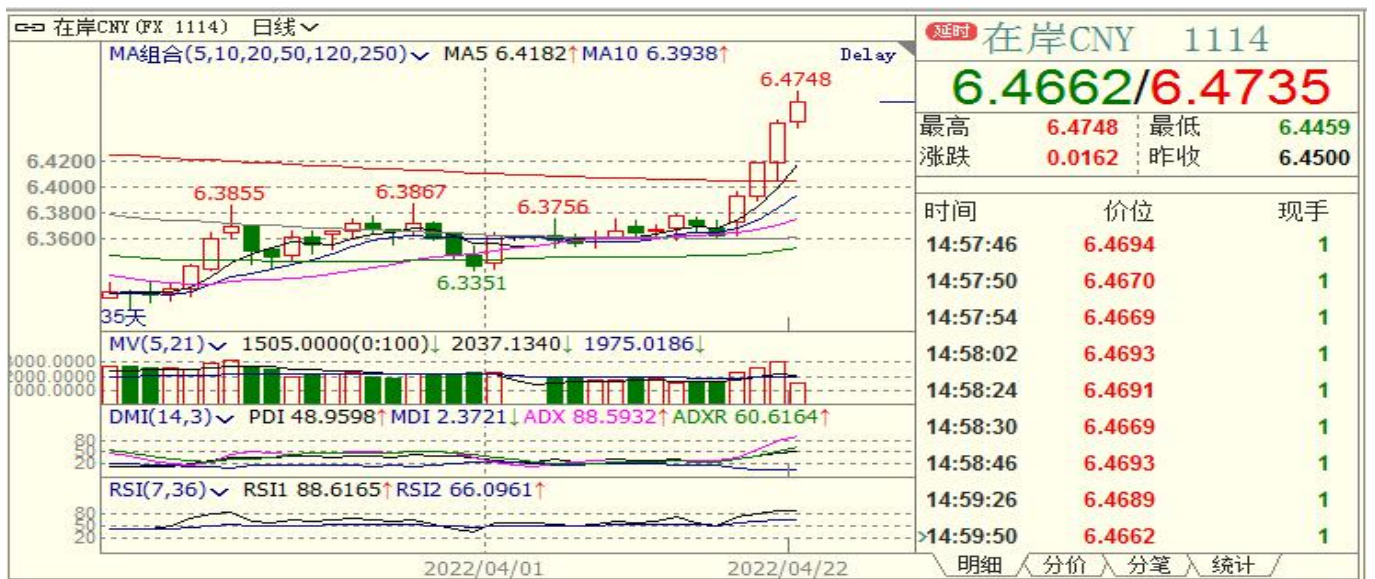 在岸CNY (FX 1114) 日线
MA组合(5,10,20,50,120,250) MA5 6.4182↑ MA10 6.3938↑ Delay
6.4748
6.4200
6.4000
6.3855 6.3867
6.3800
6.3756
6.3600
6.3351
35天
MV(5,21) 1505.0000(0:100)↓ 2037.1340↓ 1975.0186↓
000.0000
000.0000
DMI(14,3) PDI 48.9598↑ MDI 2.3721↓ ADX 88.5932↑ ADXR 60.6164↑
80
50
20
RSI(7,36) RSI1 88.6165↑ RSI2 66.0961↑
80
50
20
2022/04/01 2022/04/22
延时 在岸CNY 1114
6.4662/6.4735
最高 6.4748 最低 6.4459
涨跌 0.0162 昨收 6.4500
时间 价位 现手
14:57:46 6.4694 1
14:57:50 6.4670 1
14:57:54 6.4669 1
14:58:02 6.4693 1
14:58:24 6.4691 1
14:58:30 6.4669 1
14:58:46 6.4693 1
14:59:26 6.4689 1
>14:59:50 6.4662 1
明细 分价 分笔 统计